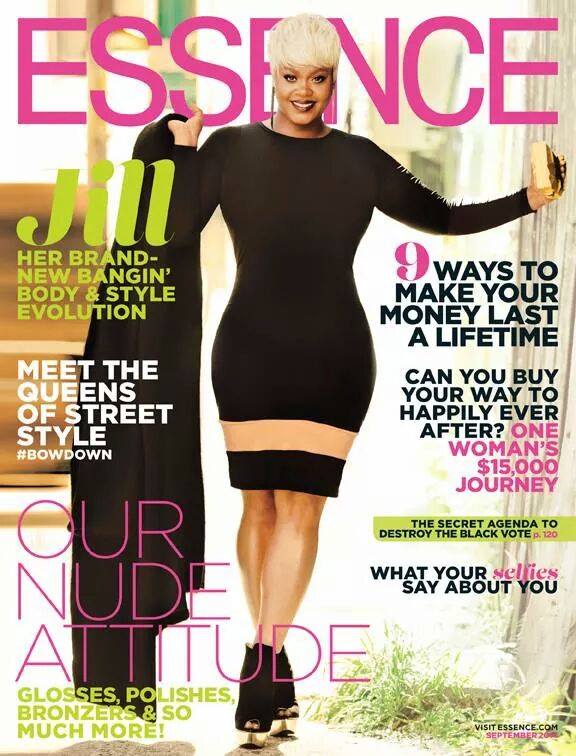 ESSENCE
Jill
HER BRAND-
NEW BANGIN'
BODY & STYLE
EVOLUTION
MEET THE
QUEENS
OF STREET
STYLE
#BOWDOWN
OUR
NUDE
ATTITUDE
GLOSSES, POLISHES,
BRONZERS & SO
MUCH MORE!
9 WAYS TO
MAKE YOUR
MONEY LAST
A LIFETIME
CAN YOU BUY
YOUR WAY TO
HAPPILY EVER
AFTER? ONE
WOMAN'S
$15,000
JOURNEY
THE SECRET AGENDA TO
DESTROY THE BLACK VOTE p. 120
WHAT YOUR selfies
SAY ABOUT YOU
VISIT ESSENCE.COM
SEPTEMBER